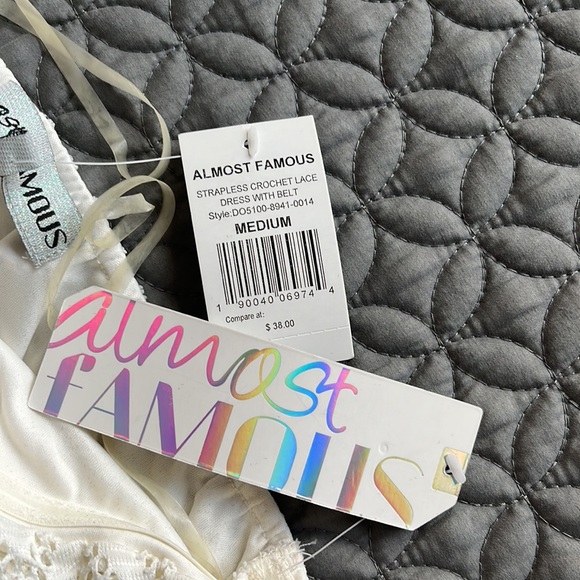 ALMOST FAMOUS
STRAPLESS CROCHET LACE
DRESS WITH BELT
Style:DO5100-8941-0014
MEDIUM
1 90040 06974 4
Compare at:
$ 38.00
almost
FAMOUS